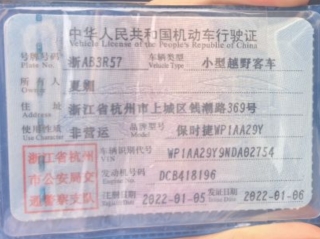 中华人民共和国机动车行驶证
Vehicle License of the People's Republic of China
号牌号码 浙AB3R57 车辆类型 小型越野客车
Plate No. Vehicle Type
所有人 夏翾
Owner
住址 浙江省杭州市上城区钱潮路369号
Address
使用性质 非营运 品牌型号 保时捷WP1AA29Y
Use Character Model
浙江省杭州市公安局交通警察支队
车辆识别代号 WP1AA29Y9NDA02754
VIN
发动机号码 DCB418196
Engine No.
注册日期 2022-01-05 发证日期 2022-01-06
Register Date Issue Date